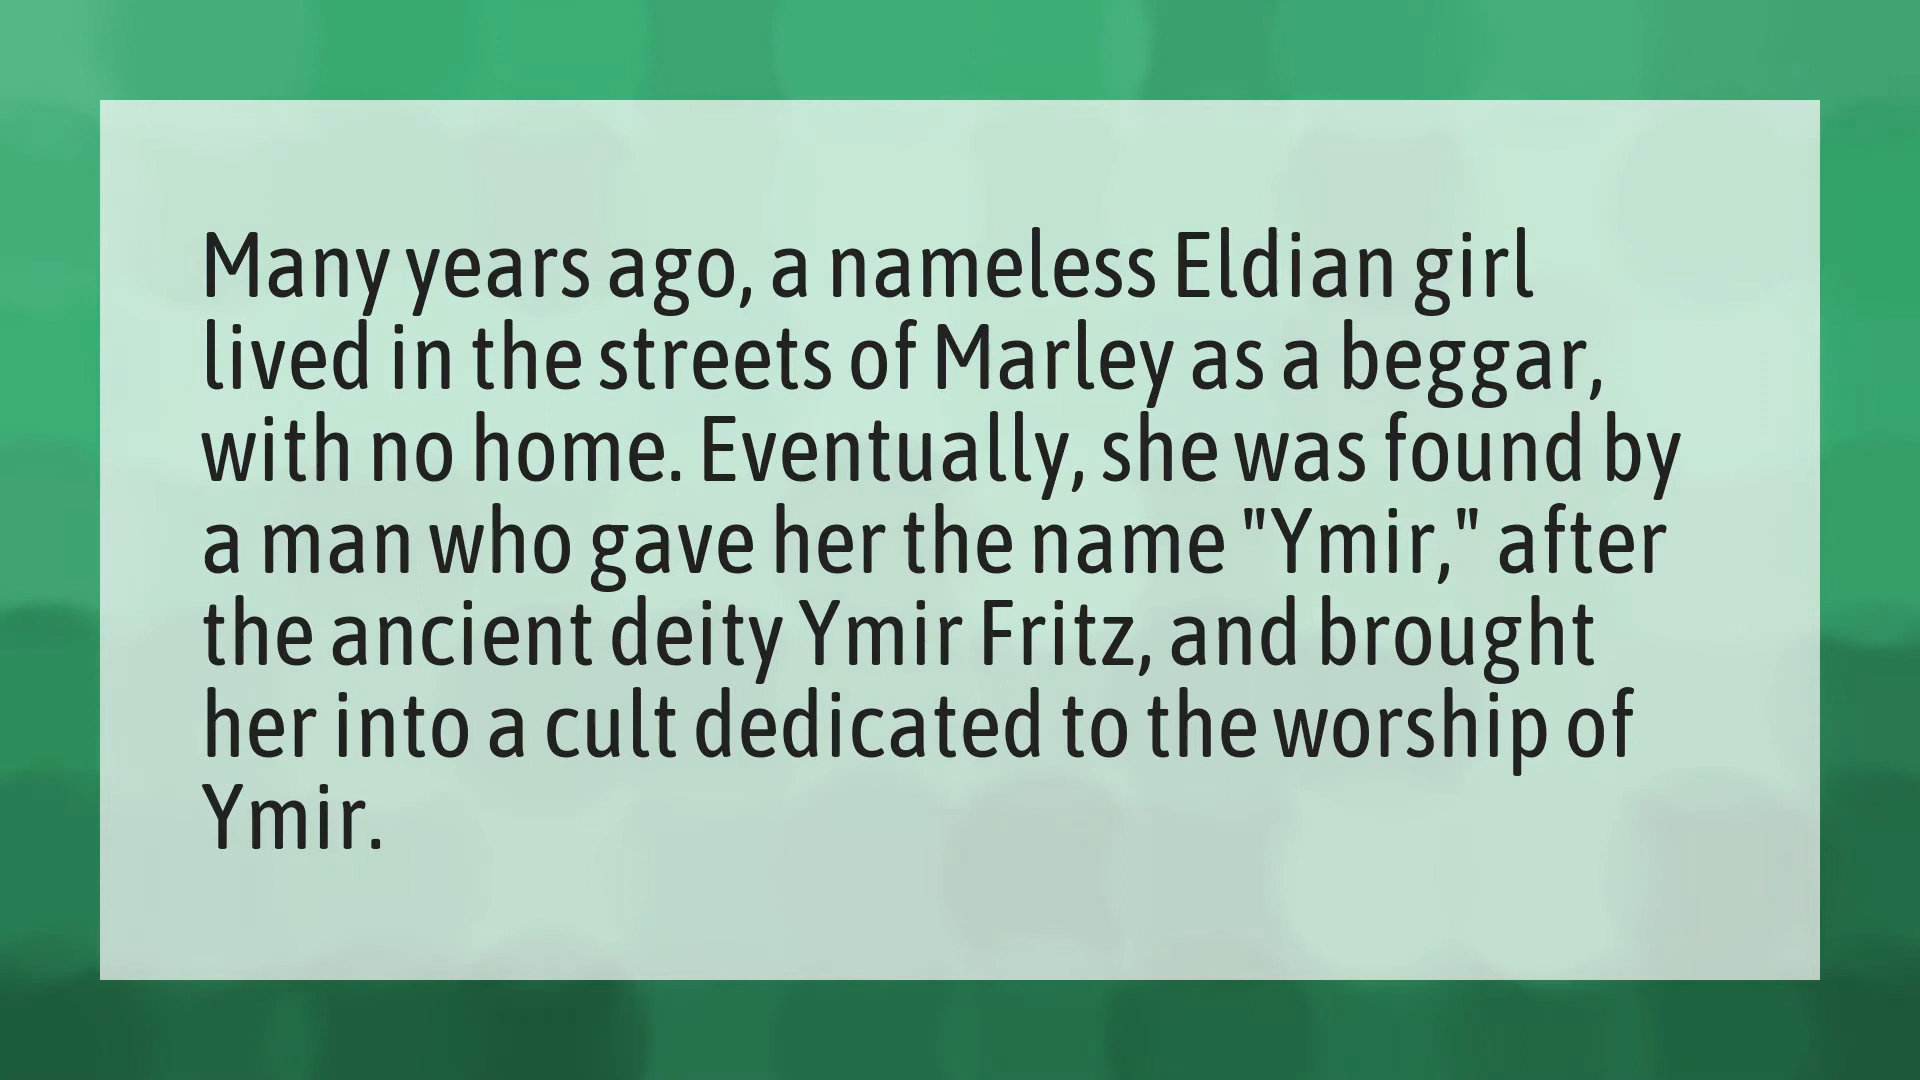 Many years ago, a nameless Eldian girl
lived in the streets of Marley as a beggar,
with no home. Eventually, she was found by
a man who gave her the name "Ymir," after
the ancient deity Ymir Fritz, and brought
her into a cult dedicated to the worship of
Ymir.